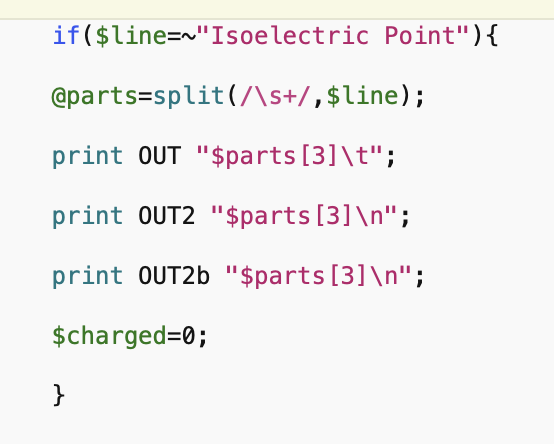 if($line=~"Isoelectric Point"){
@parts=split(/\s+/,$line);
print OUT "$parts[3]\t";
print OUT2 "$parts[3]\n";
print OUT2b "$parts[3]\n";
$charged=0;
}